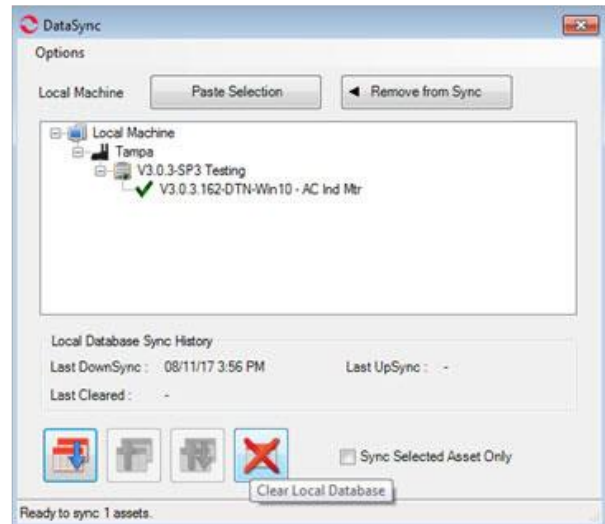 DataSync
Options
Local Machine Paste Selection Remove from Sync
Local Machine
Tampa
V3.0.3-SP3 Testing
V3.0.3.162-DTN-Win10 - AC Ind Mtr
Local Database Sync History
Last DownSync : 08/11/17 3:56 PM Last UpSync : -
Last Cleared : -
Sync Selected Asset Only
Clear Local Database
Ready to sync 1 assets.